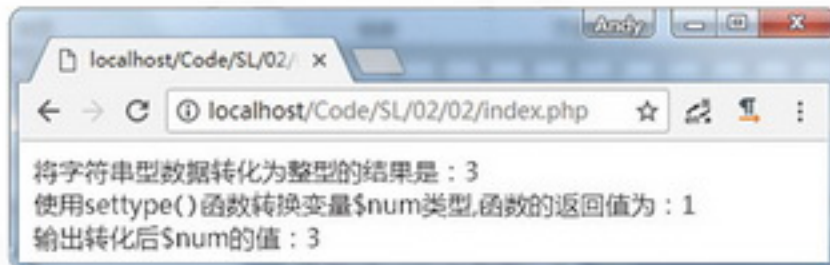 Andy
localhost/Code/SL/02/
localhost/Code/SL/02/02/index.php
将字符串型数据转化为整型的结果是：3
使用settype()函数转换变量$num类型,函数的返回值为：1
输出转化后$num的值：3